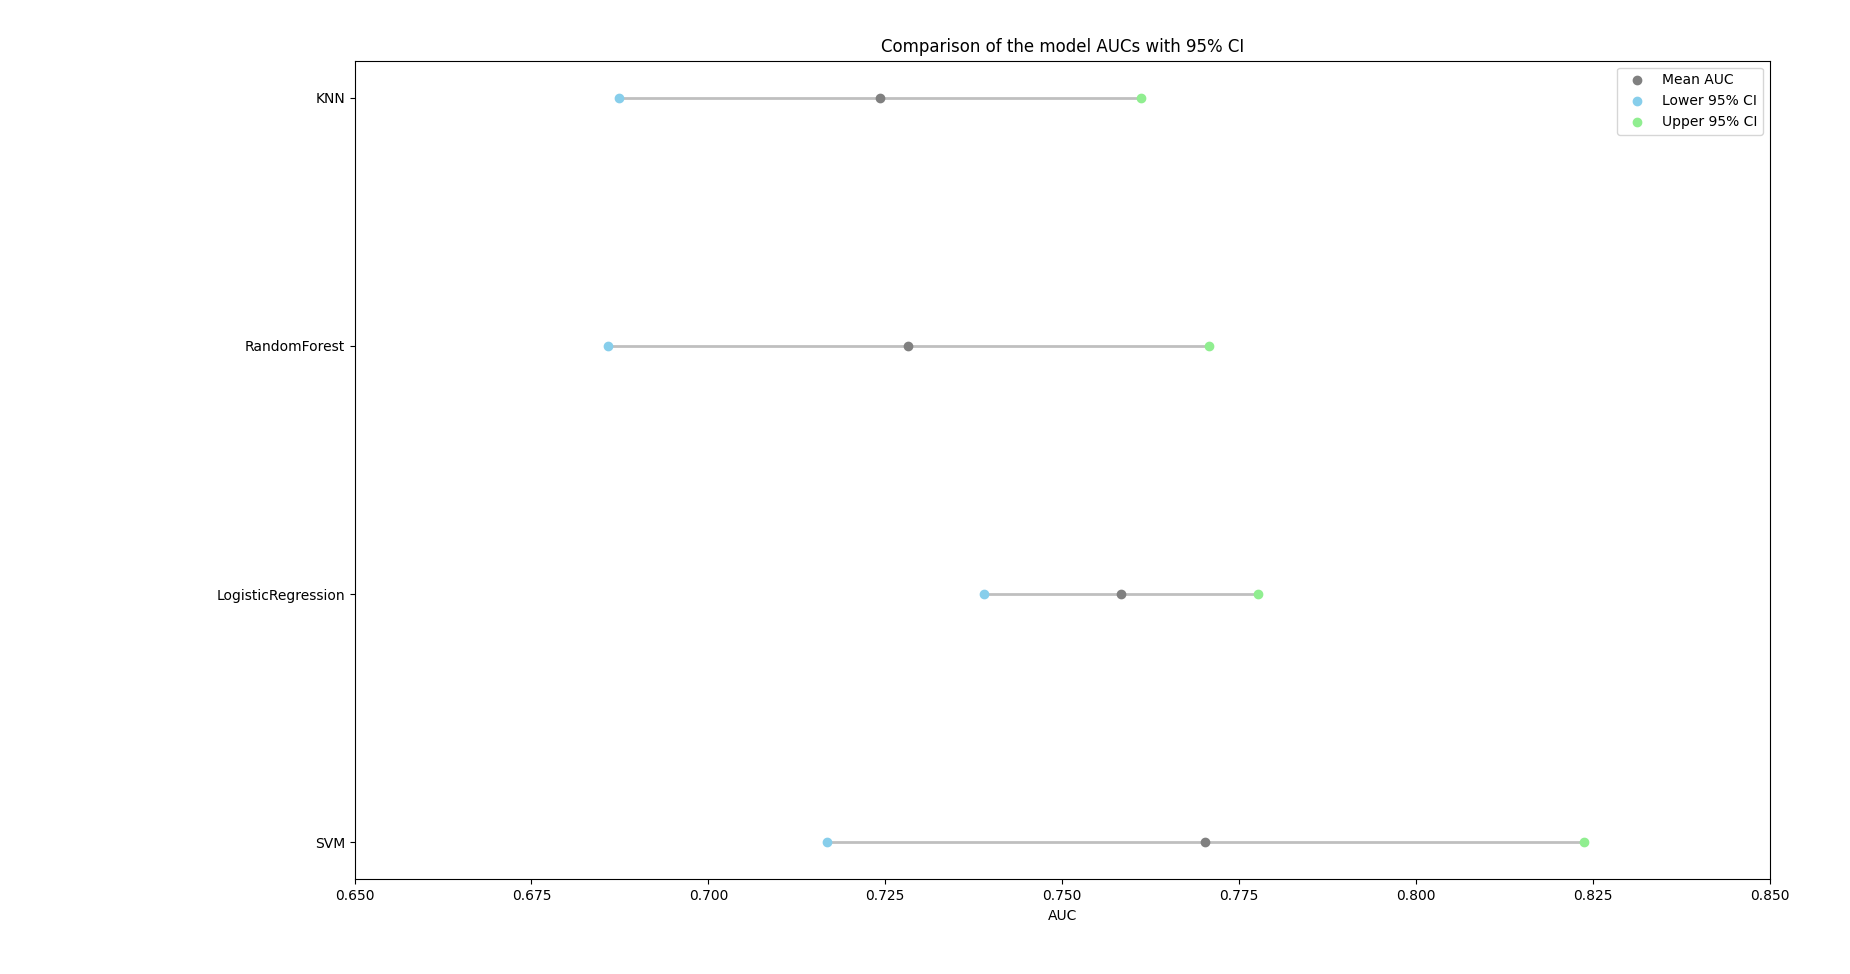 Comparison of the model AUCs with 95% CI
Mean AUC
Lower 95% CI
Upper 95% CI
KNN
RandomForest
LogisticRegression
SVM
0.650 0.675 0.700 0.725 0.750 0.775 0.800 0.825 0.850
AUC